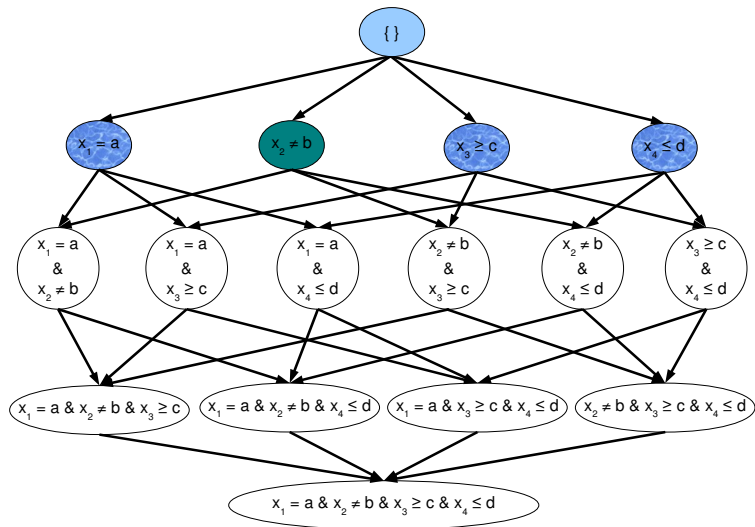 { }
x₁ = a
x₂ ≠ b
x₃ ≥ c
x₄ ≤ d
x₁ = a
&
x₂ ≠ b
x₁ = a
&
x₃ ≥ c
x₁ = a
&
x₄ ≤ d
x₂ ≠ b
&
x₃ ≥ c
x₂ ≠ b
&
x₄ ≤ d
x₃ ≥ c
&
x₄ ≤ d
x₁ = a & x₂ ≠ b & x₃ ≥ c
x₁ = a & x₂ ≠ b & x₄ ≤ d
x₁ = a & x₃ ≥ c & x₄ ≤ d
x₂ ≠ b & x₃ ≥ c & x₄ ≤ d
x₁ = a & x₂ ≠ b & x₃ ≥ c & x₄ ≤ d